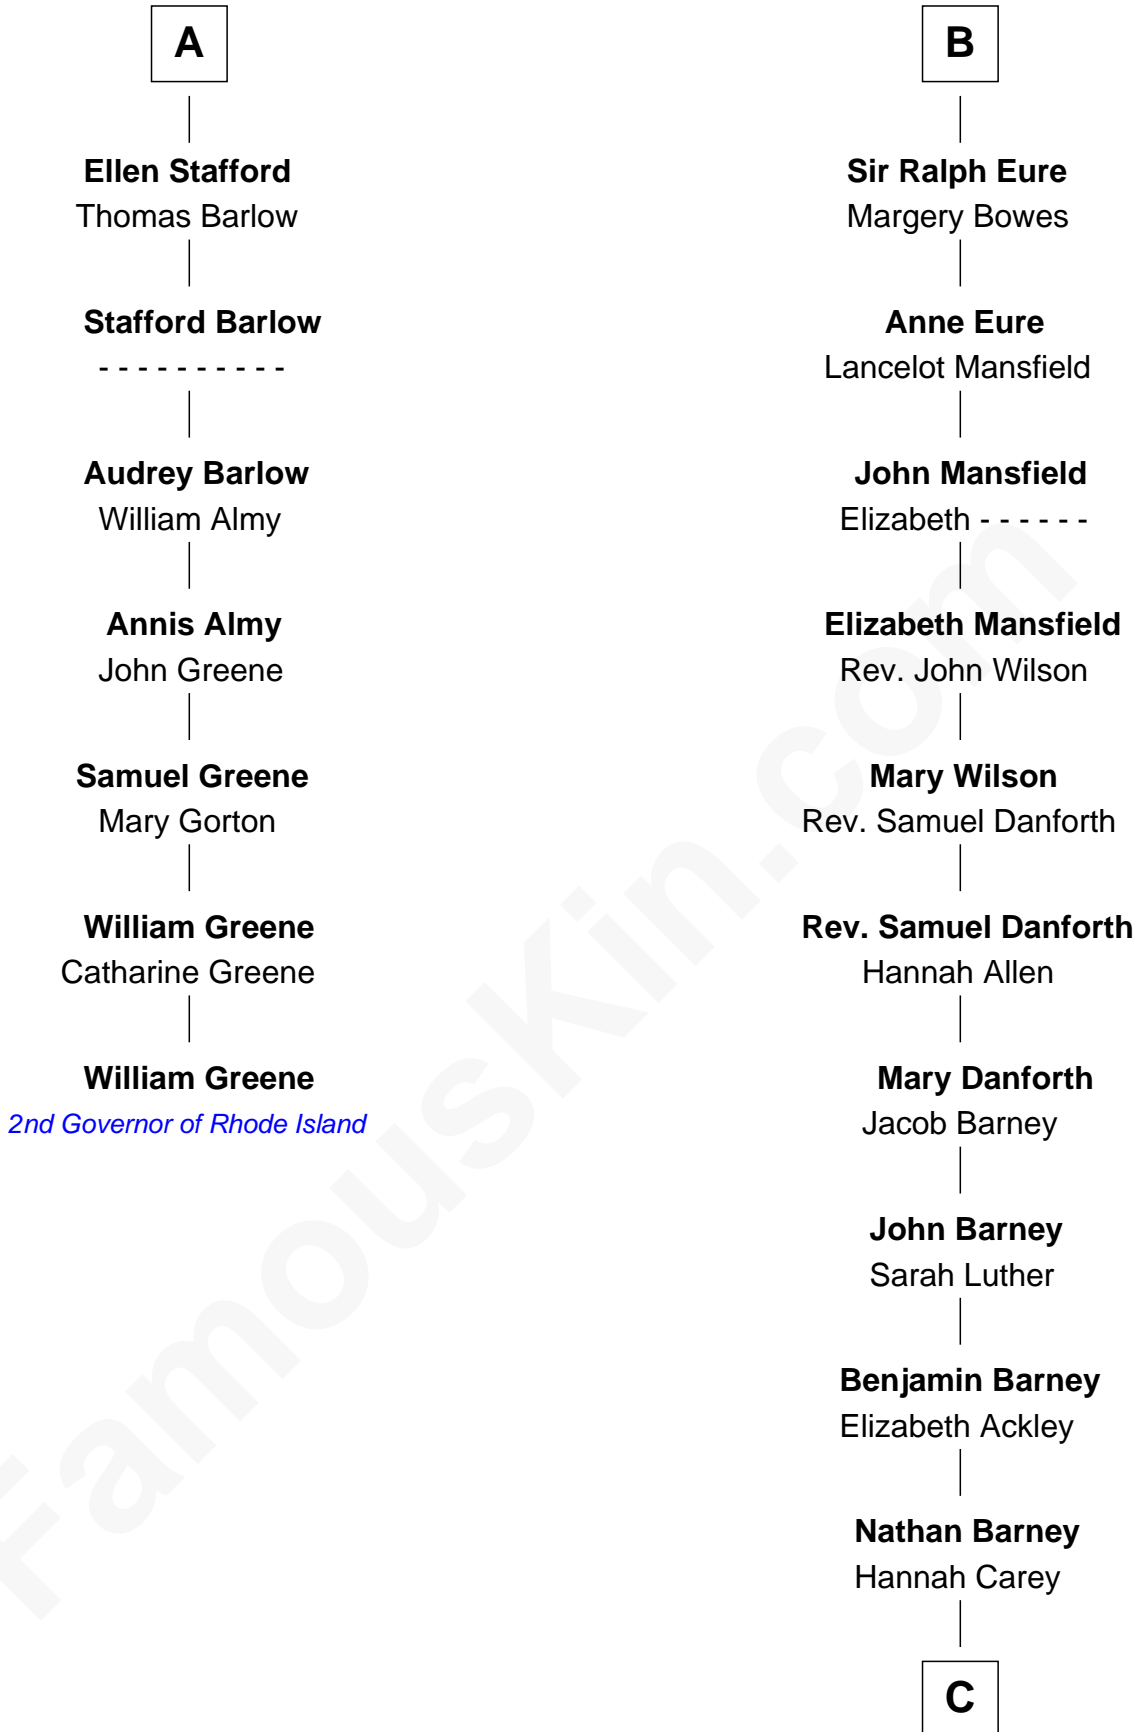 A
Ellen Stafford
Thomas Barlow
Stafford Barlow
- - - - - - - - - -
Audrey Barlow
William Almy
Annis Almy
John Greene
Samuel Greene
Mary Gorton
William Greene
Catharine Greene
William Greene
2nd Governor of Rhode Island
B
Sir Ralph Eure
Margery Bowes
Anne Eure
Lancelot Mansfield
John Mansfield
Elizabeth - - - - - -
Elizabeth Mansfield
Rev. John Wilson
Mary Wilson
Rev. Samuel Danforth
Rev. Samuel Danforth
Hannah Allen
Mary Danforth
Jacob Barney
John Barney
Sarah Luther
Benjamin Barney
Elizabeth Ackley
Nathan Barney
Hannah Carey
C
FamousKin.com